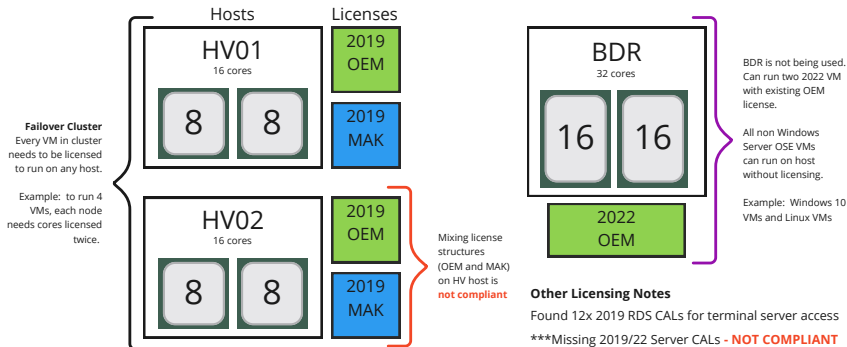 Hosts
Licenses
HV01
16 cores
8
8
2019
OEM
2019
MAK
Failover Cluster
Every VM in cluster
needs to be licensed
to run on any host.
Example: to run 4
VMs, each node
needs cores licensed
twice.
HV02
16 cores
8
8
2019
OEM
2019
MAK
Mixing license
structures
(OEM and MAK)
on HV host is
not compliant
BDR
32 cores
16
16
2022
OEM
BDR is not being used.
Can run two 2022 VM
with existing OEM
license.
All non Windows
Server OSE VMs
can run on host
without licensing.
Example: Windows 10
VMs and Linux VMs
Other Licensing Notes
Found 12x 2019 RDS CALs for terminal server access
***Missing 2019/22 Server CALs - NOT COMPLIANT